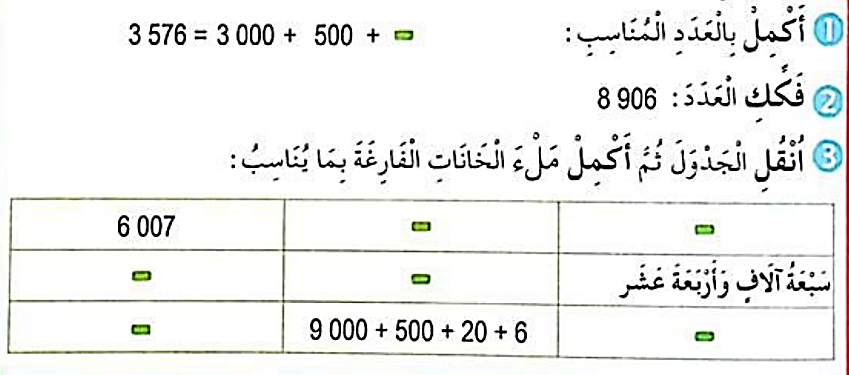 ① أَكْمِلْ بِالْعَدَدِ الْمُنَاسِبِ: 3 576 = 3 000 + 500 +
② فَكِّكِ الْعَدَدَ: 8 906
③ اُنْقُلِ الْجَدْوَلَ ثُمَّ أَكْمِلْ مَلْءَ الْخَانَاتِ الْفَارِغَةَ بِمَا يُنَاسِبُ:
6 007
سَبْعَةُ آلَافٍ وَأَرْبَعَةَ عَشَر
9 000 + 500 + 20 + 6